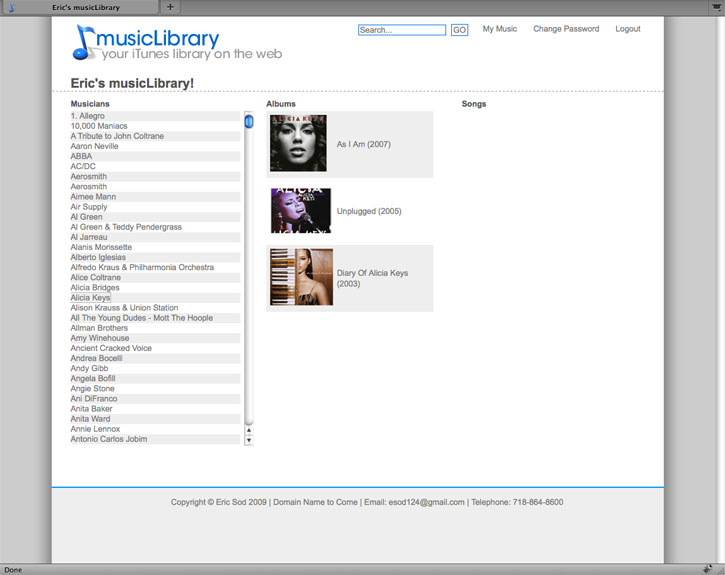 Eric's musicLibrary
musicLibrary
your iTunes library on the web
Search...
GO
My Music
Change Password
Logout
Eric's musicLibrary!
Musicians
1. Allegro
10,000 Maniacs
A Tribute to John Coltrane
Aaron Neville
ABBA
AC/DC
Aerosmith
Aerosmith
Aimee Mann
Air Supply
Al Green
Al Green & Teddy Pendergrass
Al Jarreau
Alanis Morissette
Alberto Iglesias
Alfredo Kraus & Philharmonia Orchestra
Alice Coltrane
Alicia Bridges
Alicia Keys
Alison Krauss & Union Station
All The Young Dudes - Mott The Hoople
Allman Brothers
Amy Winehouse
Ancient Cracked Voice
Andrea Bocelli
Andy Gibb
Angela Bofill
Angie Stone
Ani DiFranco
Anita Baker
Anita Ward
Annie Lennox
Antonio Carlos Jobim
Albums
ALICIA KEYS
As I Am (2007)
ALICIA
KEYS
Unplugged (2005)
Diary Of Alicia Keys
(2003)
Songs
Copyright © Eric Sod 2009 | Domain Name to Come | Email: esod124@gmail.com | Telephone: 718-864-8600
Done